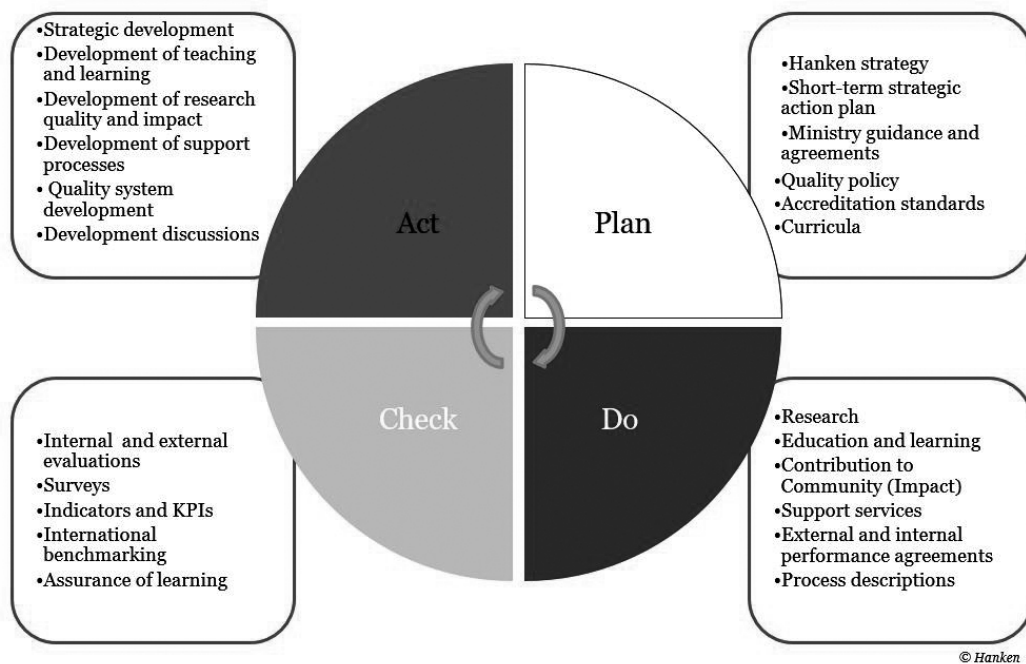 •Strategic development
•Development of teaching
and learning
•Development of research
quality and impact
•Development of support
processes
• Quality system
development
•Development discussions
•Hanken strategy
•Short-term strategic
action plan
•Ministry guidance and
agreements
•Quality policy
•Accreditation standards
•Curricula
Act
Plan
Check
Do
•Internal and external
evaluations
•Surveys
•Indicators and KPIs
•International
benchmarking
•Assurance of learning
•Research
•Education and learning
•Contribution to
Community (Impact)
•Support services
•External and internal
performance agreements
•Process descriptions
© Hanken